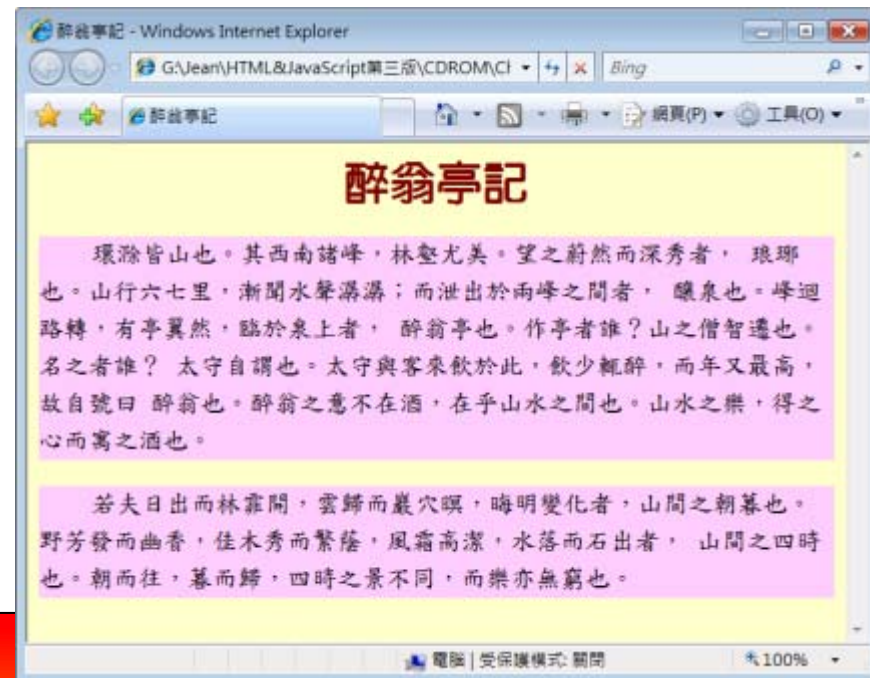 醉翁亭記 - Windows Internet Explorer
G:\Jean\HTML&JavaScript第三版\CDROM\Cl
Bing
醉翁亭記
網頁(P)
工具(O)
醉翁亭記
環滁皆山也。其西南諸峰，林壑尤美。望之蔚然而深秀者， 琅瑯
也。山行六七里，漸聞水聲潺潺；而泄出於兩峰之間者， 釀泉也。峰迴
路轉，有亭翼然，臨於泉上者， 醉翁亭也。作亭者誰？山之僧智遷也。
名之者誰？ 太守自謂也。太守與客來飲於此，飲少輒醉，而年又最高，
故自號曰 醉翁也。醉翁之意不在酒，在乎山水之間也。山水之樂，得之
心而寓之酒也。
若夫日出而林霏開，雲歸而巖穴暝，晦明變化者，山間之朝暮也。
野芳發而幽香，佳木秀而繁蔭，風霜高潔，水落而石出者， 山間之四時
也。朝而往，暮而歸，四時之景不同，而樂亦無窮也。
電腦 | 受保護模式: 關閉
100%